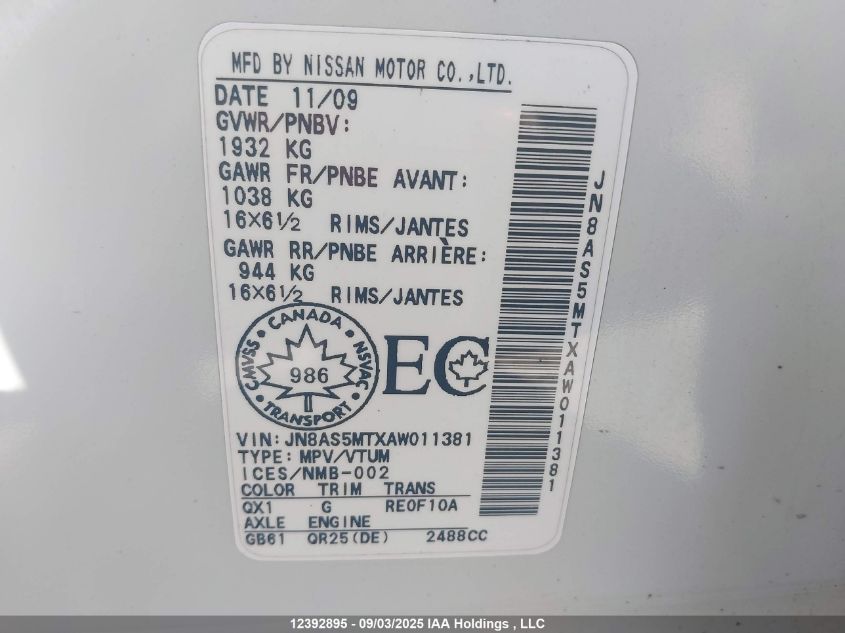 MFD BY NISSAN MOTOR CO.,LTD.
DATE 11/09
GVWR/PNBV:
1932 KG
GAWR FR/PNBE AVANT:
1038 KG
16X6½ RIMS/JANTES
GAWR RR/PNBE ARRIÈRE:
944 KG
16X6½ RIMS/JANTES
CANADA
CMVSS
NSVAC
986
TRANSPORT
EC
VIN: JN8AS5MTXAW011381
TYPE: MPV/VTUM
ICES/NMB-002
COLOR TRIM TRANS
QX1 G RE0F10A
AXLE ENGINE
GB61 QR25(DE) 2488CC
JN8AS5MTXAW011381
12392895 - 09/03/2025 IAA Holdings , LLC